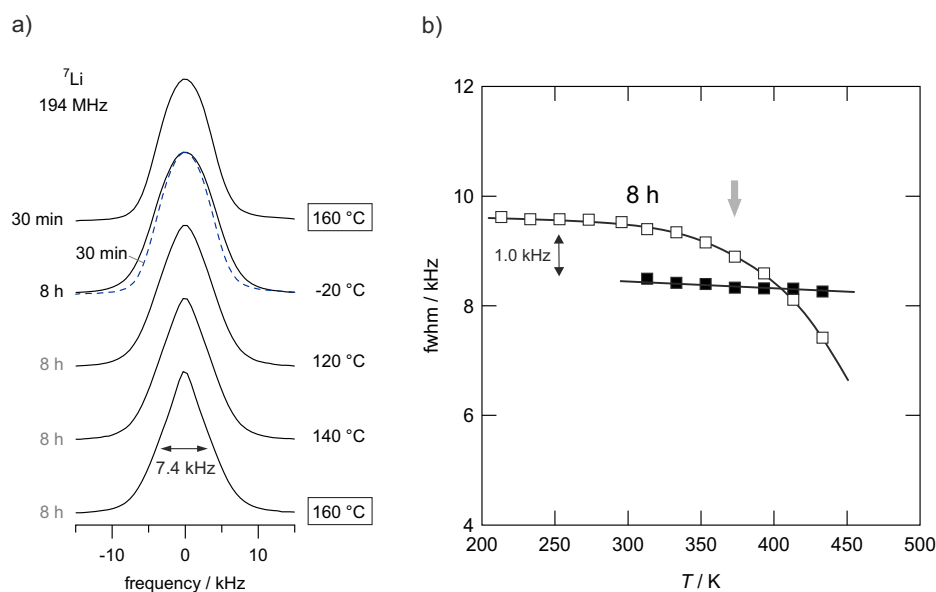 a)
⁷Li
194 MHz
30 min
160 °C
30 min
8 h
-20 °C
8 h
120 °C
8 h
140 °C
7.4 kHz
8 h
160 °C
-10
0
10
frequency / kHz
b)
12
10
8
6
4
fwhm / kHz
8 h
1.0 kHz
200
250
300
350
400
450
500
T / K